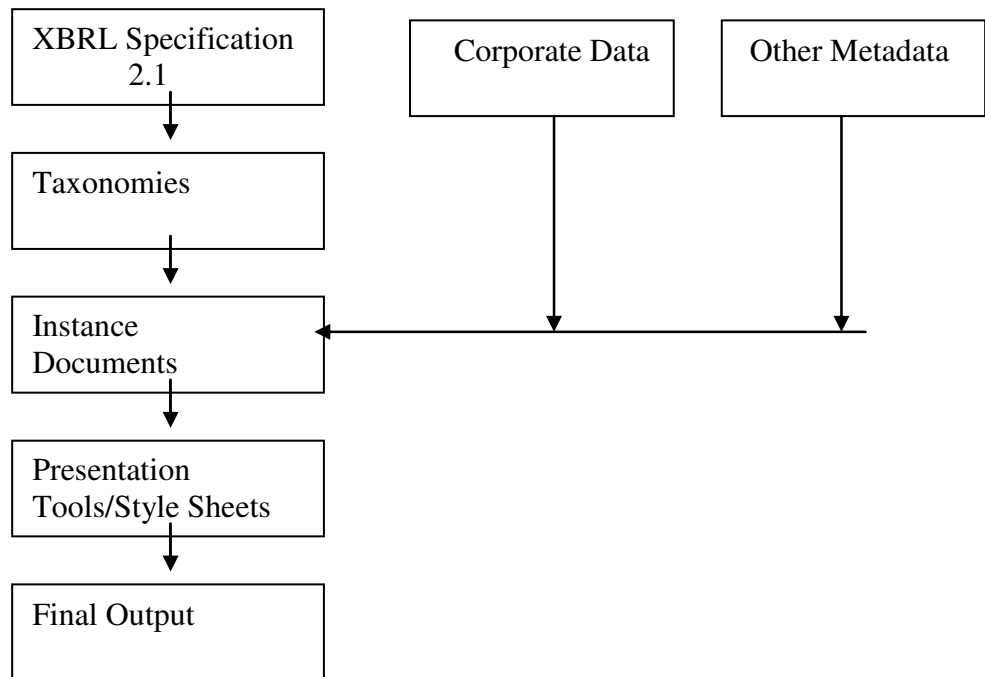 XBRL Specification
2.1
Corporate Data
Other Metadata
Taxonomies
Instance
Documents
Presentation
Tools/Style Sheets
Final Output